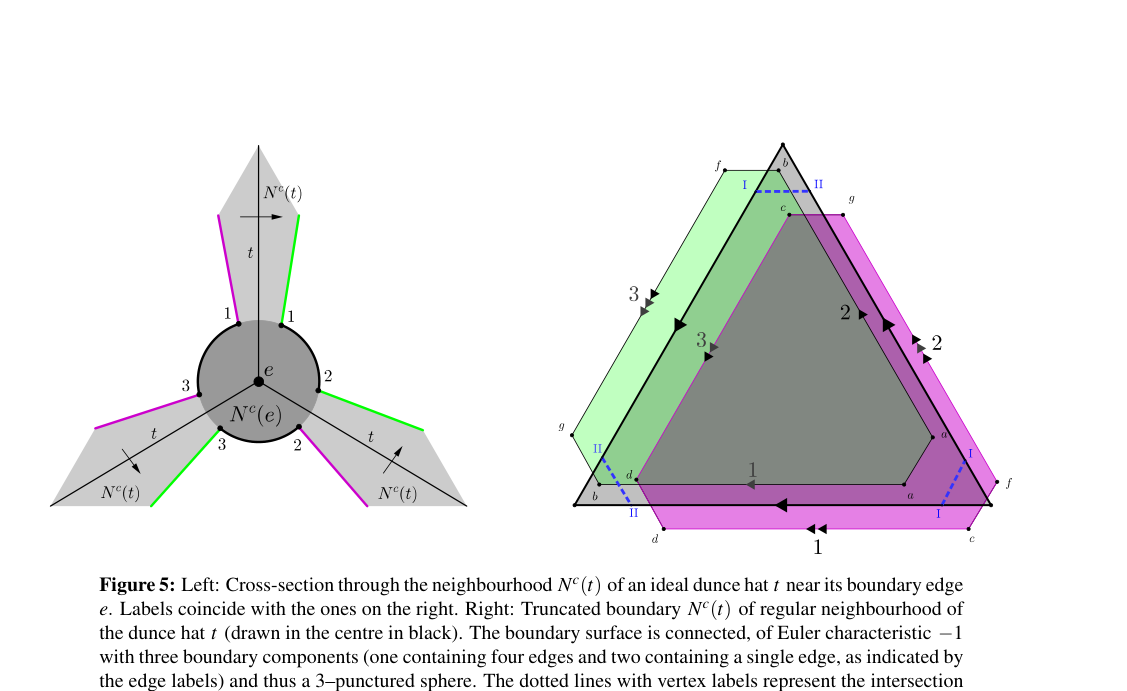 N^c(t)
t
1
1
e
2
3
N^c(e)
t
t
3
2
N^c(t)
N^c(t)
f
b
I
II
g
c
3
2
3
2
g
a
II
I
d
1
f
b
a
II
I
d
c
1
Figure 5: Left: Cross-section through the neighbourhood N^c(t) of an ideal dunce hat t near its boundary edge
e. Labels coincide with the ones on the right. Right: Truncated boundary N^c(t) of regular neighbourhood of
the dunce hat t (drawn in the centre in black). The boundary surface is connected, of Euler characteristic −1
with three boundary components (one containing four edges and two containing a single edge, as indicated by
the edge labels) and thus a 3–punctured sphere. The dotted lines with vertex labels represent the intersection